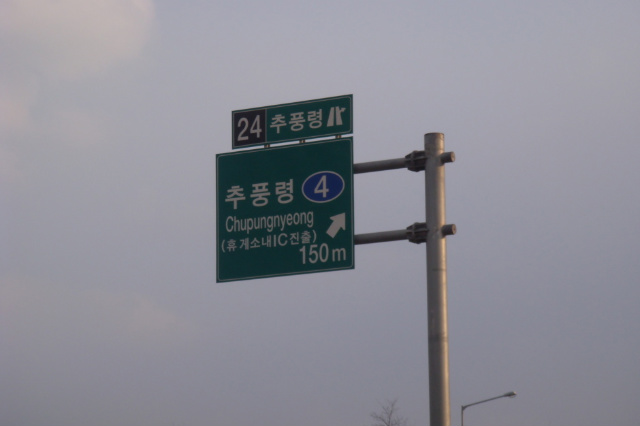 24 추풍령
추풍령 4
Chupungnyeong
(휴게소내IC진출)
150m